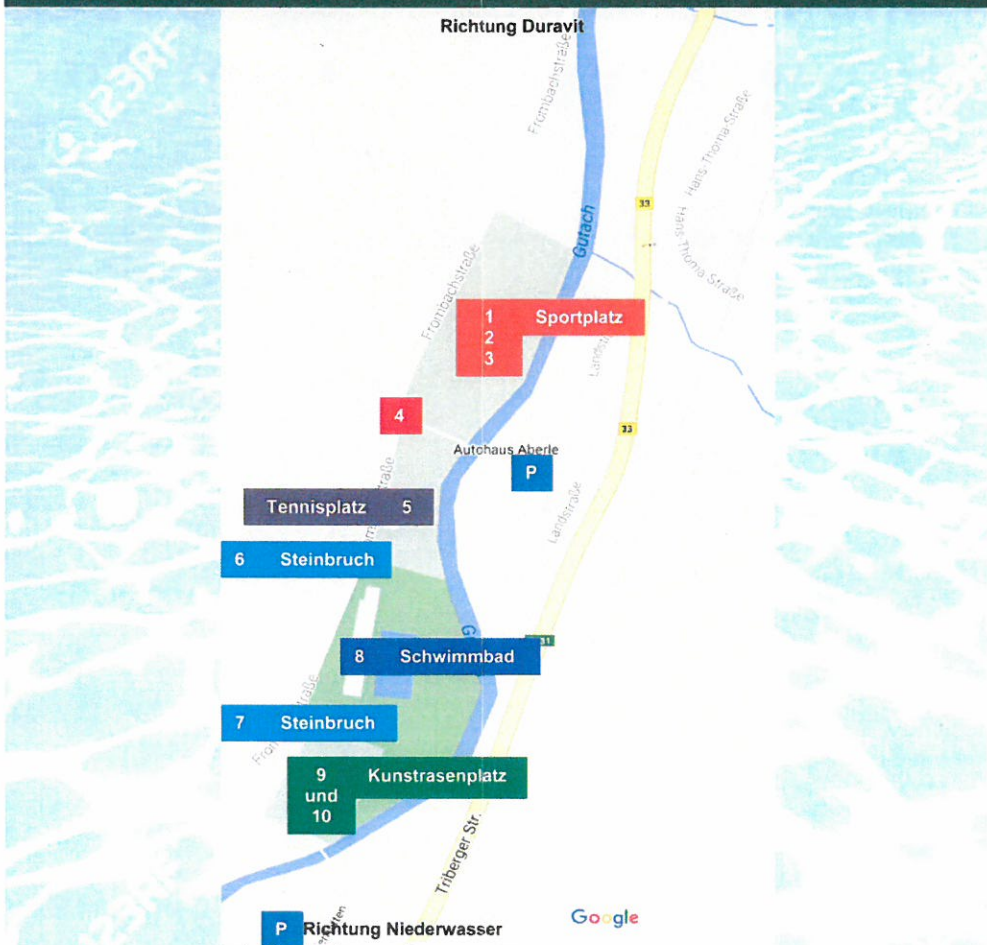 Richtung Duravit
123RF
Frombachstraße
Hans-Thoma-Straße
33
Gutach
Hans-Thoma-Straße
Frombachstraße
1 Sportplatz
2
3
4
33
Autohaus Aberle
P
Landstraße
Tennisplatz 5
6 Steinbruch
8 Schwimmbad
7 Steinbruch
9 Kunstrasenplatz
und
10
Triberger Str.
Google
P Richtung Niederwasser